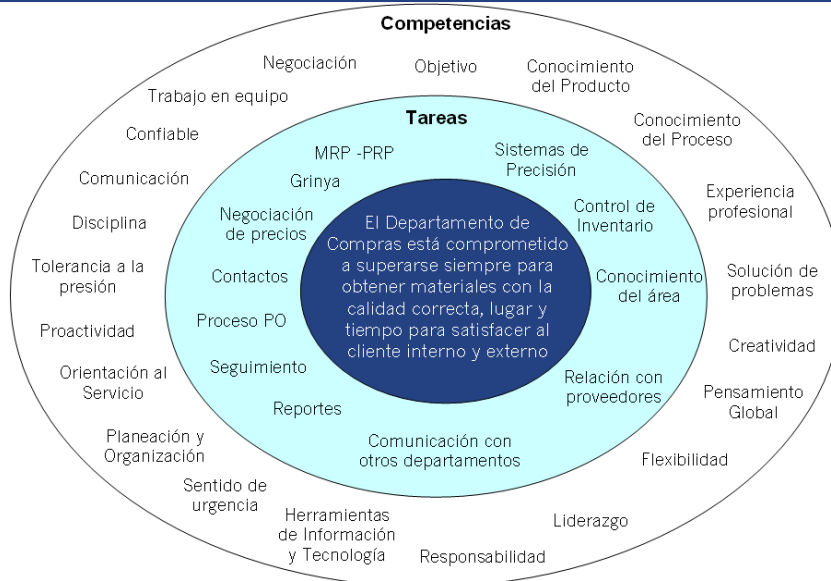 Competencias
Negociación
Objetivo
Conocimiento
del Producto
Trabajo en equipo
Conocimiento
del Proceso
Confiable
Comunicación
Experiencia
profesional
Disciplina
Tolerancia a la
presión
Solución de
problemas
Proactividad
Creatividad
Orientación al
Servicio
Pensamiento
Global
Planeación y
Organización
Flexibilidad
Sentido de
urgencia
Herramientas
de Información
y Tecnología
Liderazgo
Responsabilidad
Tareas
MRP -PRP
Sistemas de
Precisión
Grinya
Negociación
de precios
Control de
Inventario
Contactos
Conocimiento
del área
Proceso PO
Seguimiento
Relación con
proveedores
Reportes
Comunicación con
otros departamentos
El Departamento de
Compras está comprometido
a superarse siempre para
obtener materiales con la
calidad correcta, lugar y
tiempo para satisfacer al
cliente interno y externo